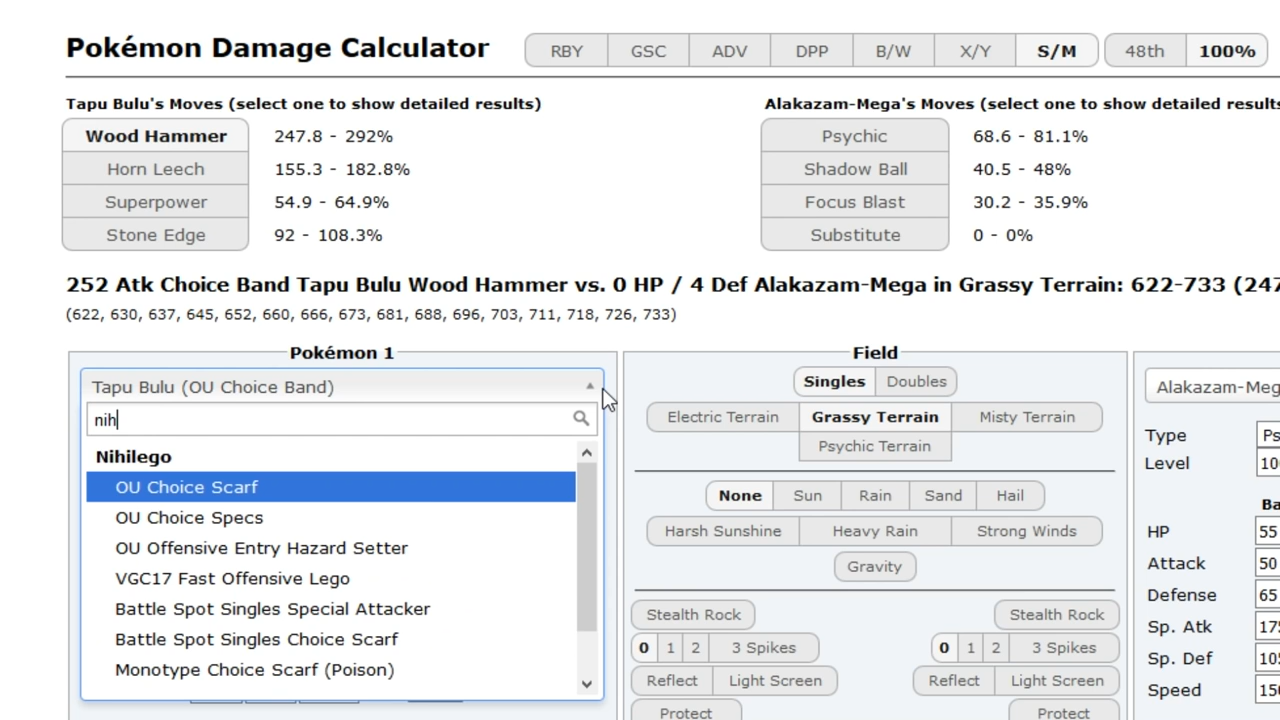 Pokémon Damage Calculator RBY GSC ADV DPP B/W X/Y S/M 48th 100%
Tapu Bulu's Moves (select one to show detailed results) Alakazam-Mega's Moves (select one to show detailed results
Wood Hammer 247.8 - 292% Psychic 68.6 - 81.1%
Horn Leech 155.3 - 182.8% Shadow Ball 40.5 - 48%
Superpower 54.9 - 64.9% Focus Blast 30.2 - 35.9%
Stone Edge 92 - 108.3% Substitute 0 - 0%
252 Atk Choice Band Tapu Bulu Wood Hammer vs. 0 HP / 4 Def Alakazam-Mega in Grassy Terrain: 622-733 (247
(622, 630, 637, 645, 652, 660, 666, 673, 681, 688, 696, 703, 711, 718, 726, 733)
Pokémon 1
Tapu Bulu (OU Choice Band)
nih
Nihilego
OU Choice Scarf
OU Choice Specs
OU Offensive Entry Hazard Setter
VGC17 Fast Offensive Lego
Battle Spot Singles Special Attacker
Battle Spot Singles Choice Scarf
Monotype Choice Scarf (Poison)
Field
Singles Doubles
Electric Terrain Grassy Terrain Misty Terrain
Psychic Terrain
None Sun Rain Sand Hail
Harsh Sunshine Heavy Rain Strong Winds
Gravity
Stealth Rock Stealth Rock
0 1 2 3 Spikes 0 1 2 3 Spikes
Reflect Light Screen Reflect Light Screen
Protect Protect
Alakazam-Meg
Type Ps
Level 10
Ba
HP 55
Attack 50
Defense 65
Sp. Atk 175
Sp. Def 105
Speed 150